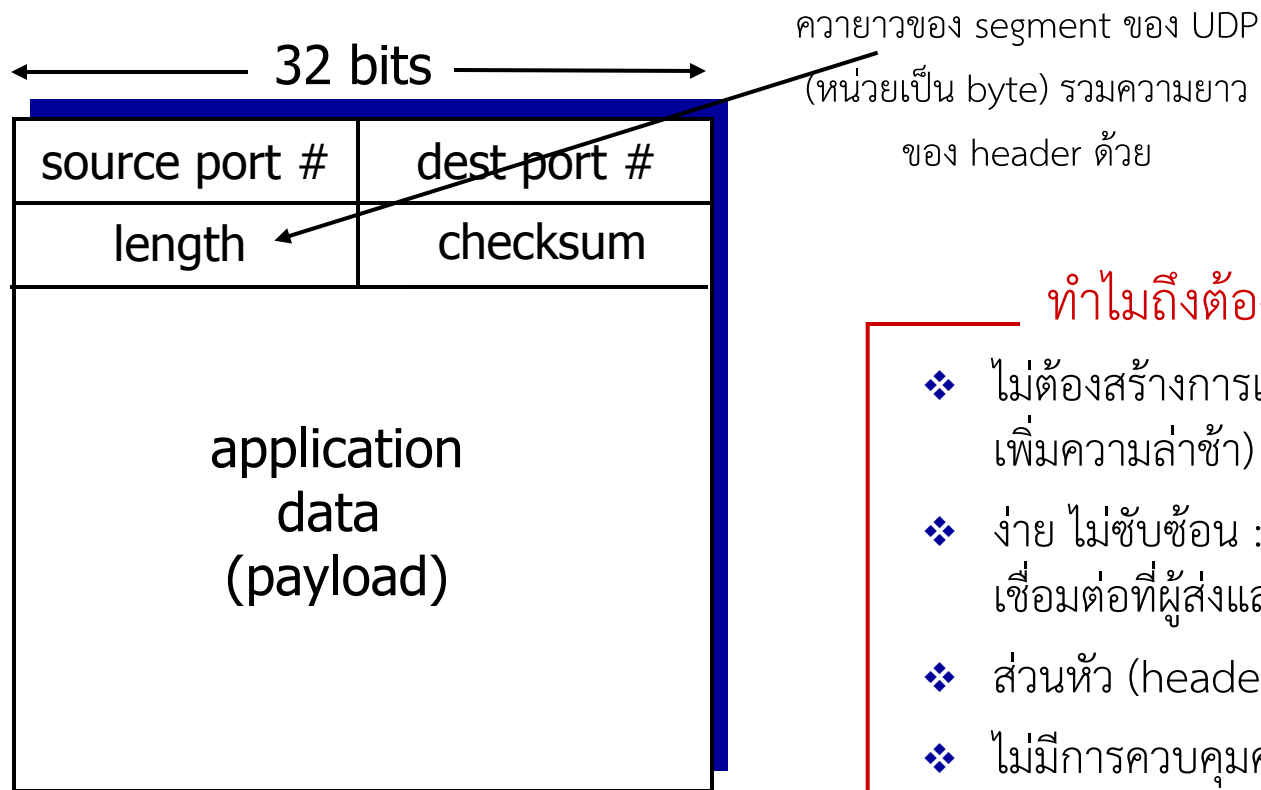 ควายาวของ segment ของ UDP
(หน่วยเป็น byte) รวมความยาว
ของ header ด้วย
32 bits
source port #
dest port #
length
checksum
application
data
(payload)
ทำไมถึงต้อ
❖ ไม่ต้องสร้างการเ
เพิ่มความล่าช้า)
❖ ง่าย ไม่ซับซ้อน :
เชื่อมต่อที่ผู้ส่งแล
❖ ส่วนหัว (heade
❖ ไม่มีการควบคุมค